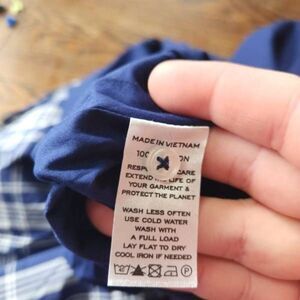 MADE IN VIETNAM
100
EXTEND THE LIFE OF
YOUR GARMENT &
PROTECT THE PLANET
WASH LESS OFTEN
USE COLD WATER
WASH WITH
A FULL LOAD
LAY FLAT TO DRY
COOL IRON IF NEEDED